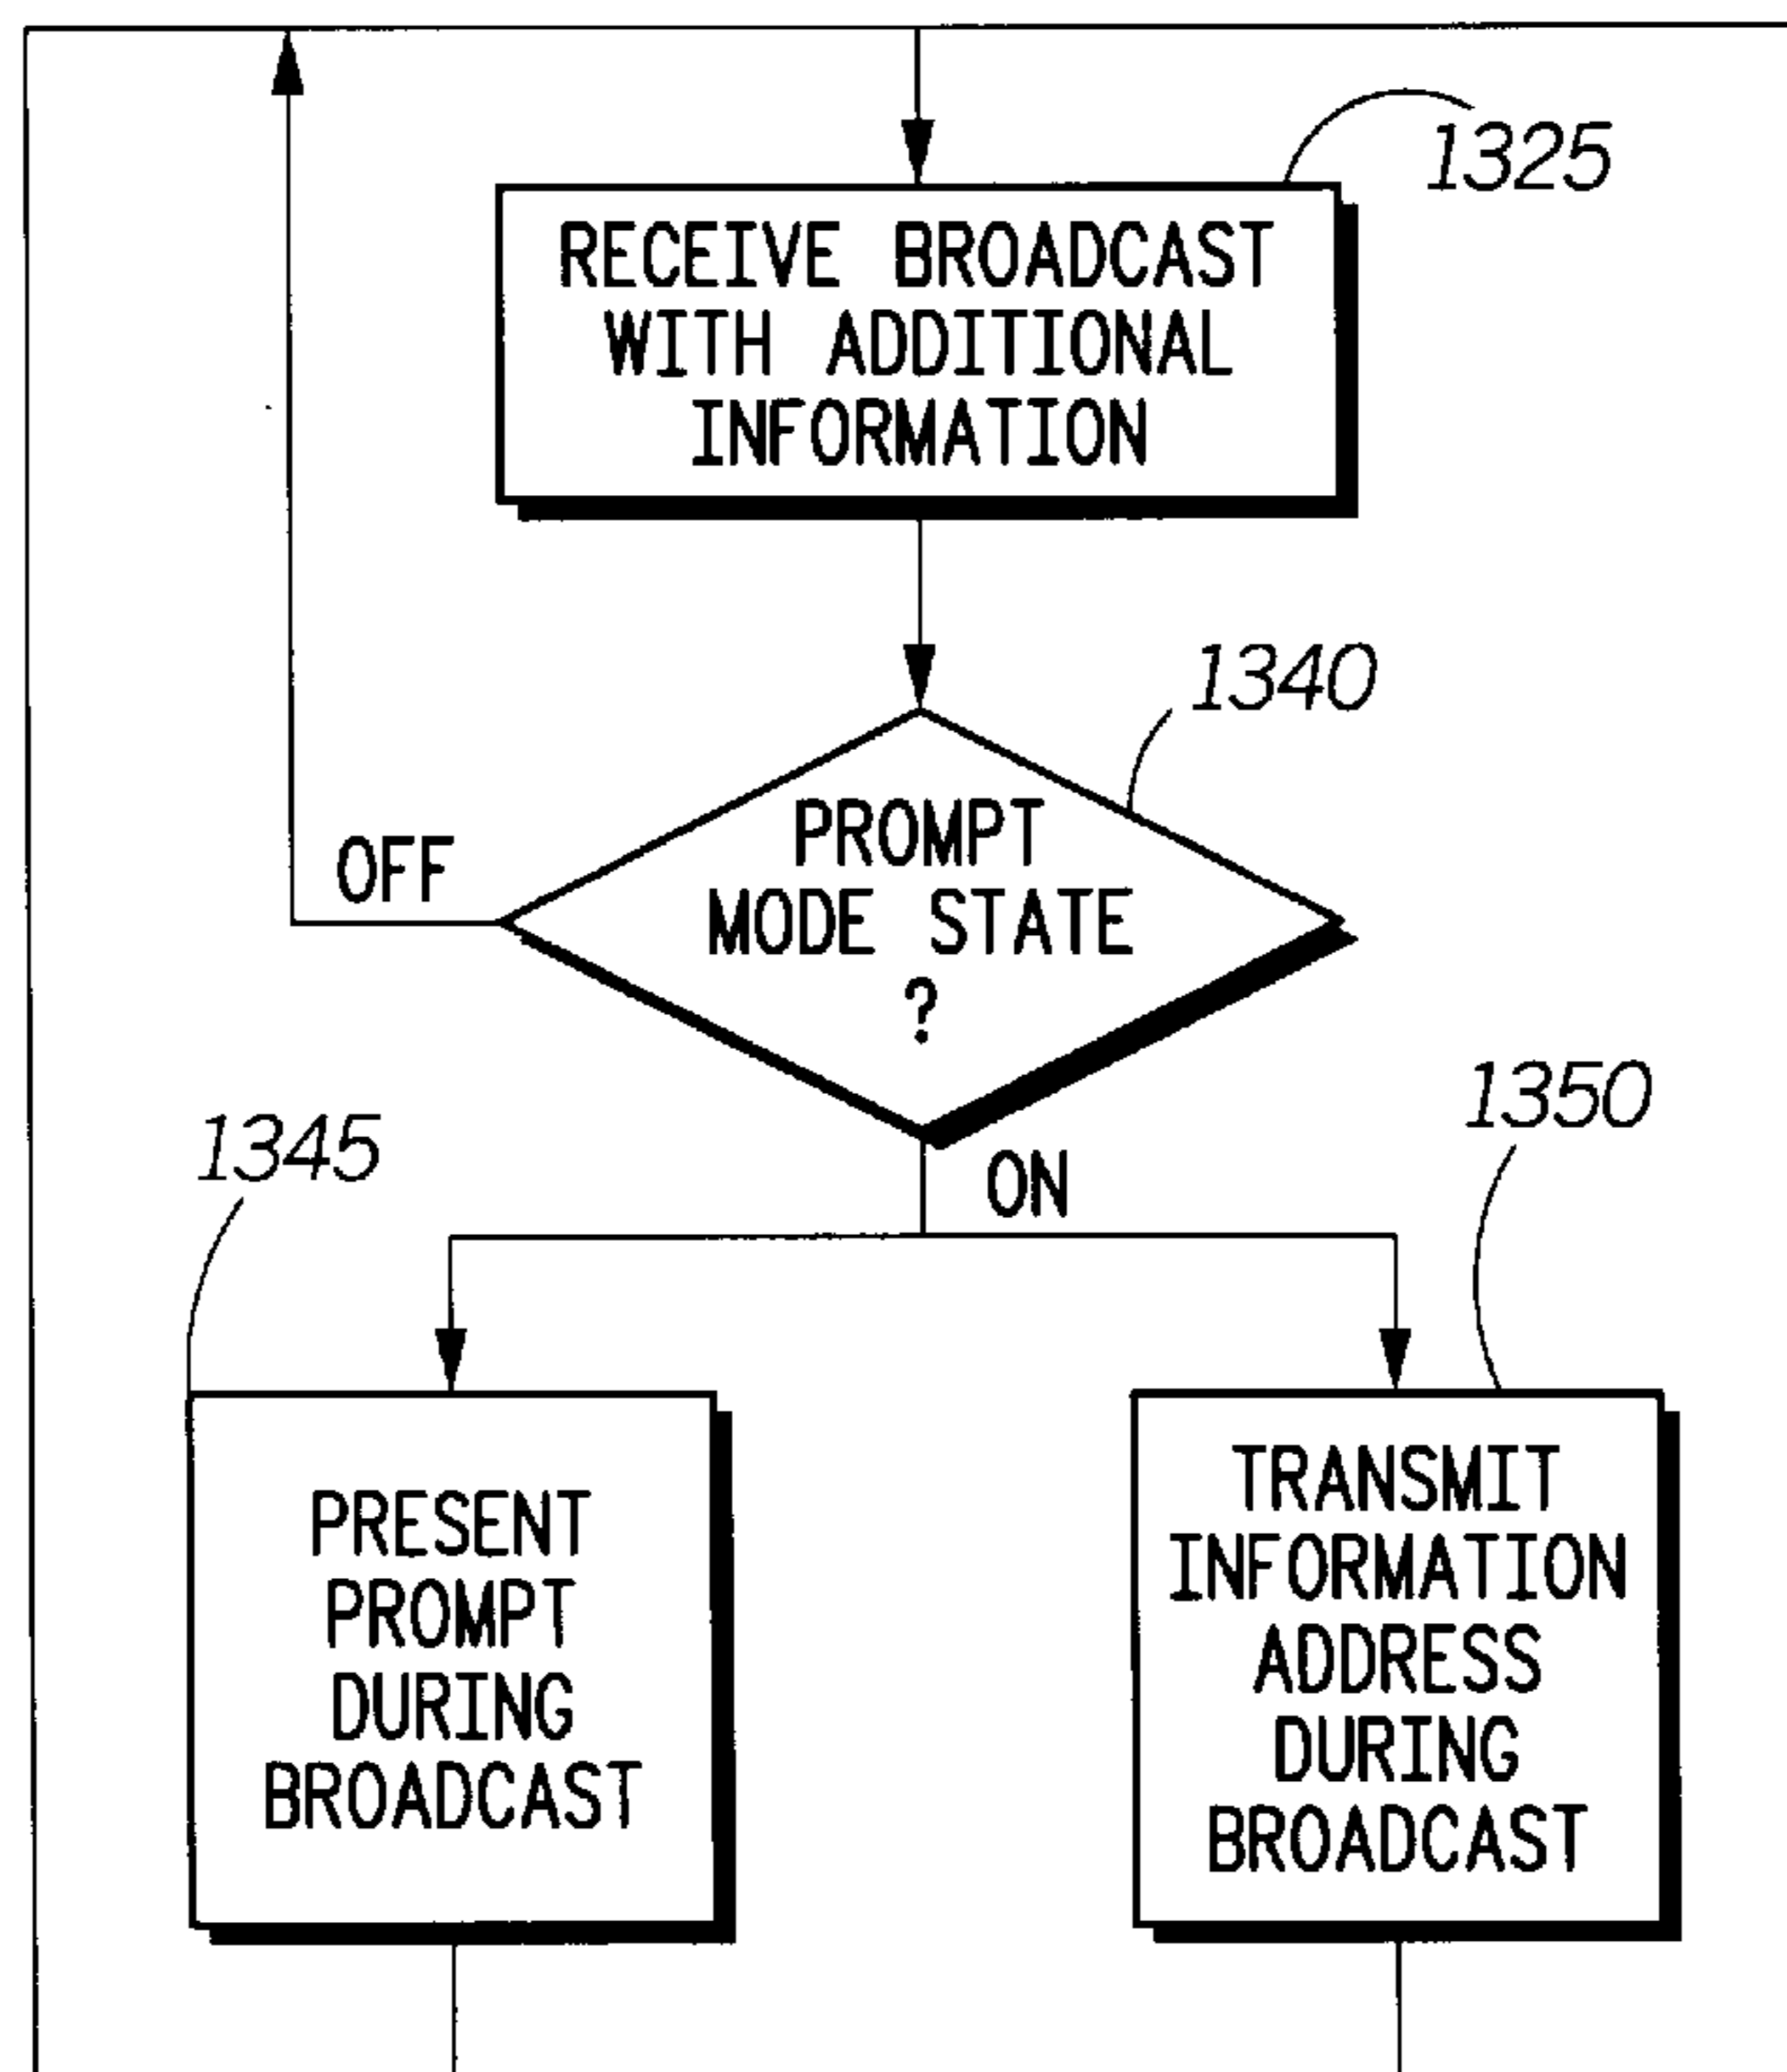 1325
RECEIVE BROADCAST
WITH ADDITIONAL
INFORMATION
1340
PROMPT
MODE STATE
?
OFF
ON
1345
1350
PRESENT
PROMPT
DURING
BROADCAST
TRANSMIT
INFORMATION
ADDRESS
DURING
BROADCAST